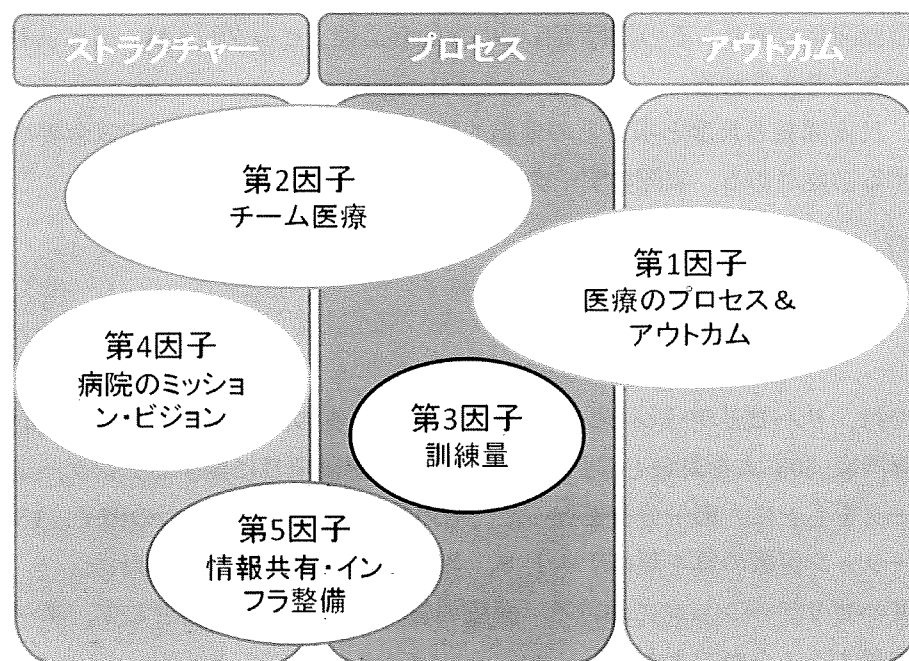 ストラクチャー
プロセス
アウトカム
第2因子
チーム医療
第1因子
医療のプロセス＆
アウトカム
第4因子
病院のミッショ
ン・ビジョン
第3因子
訓練量
第5因子
情報共有・イン
フラ整備